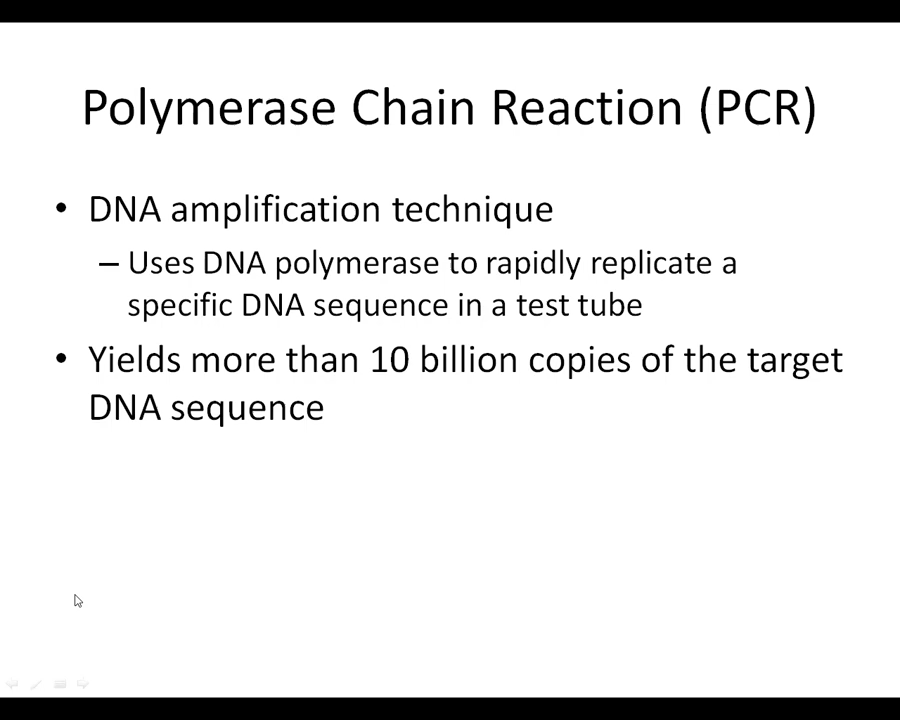 Polymerase Chain Reaction (PCR)
• DNA amplification technique
– Uses DNA polymerase to rapidly replicate a
specific DNA sequence in a test tube
• Yields more than 10 billion copies of the target
DNA sequence